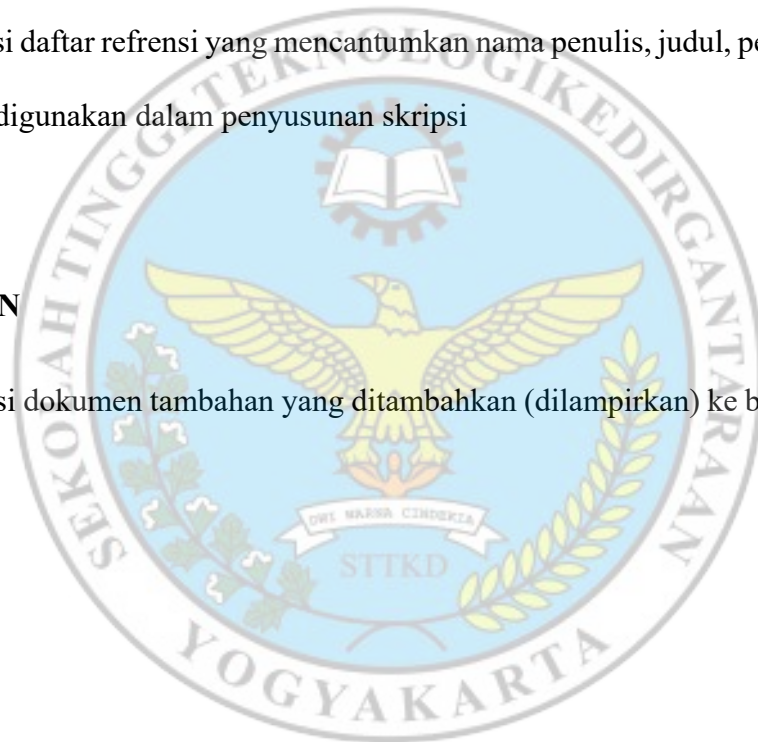 si daftar refrensi yang mencantumkan nama penulis, judul, pe
digunakan dalam penyusunan skripsi
N
si dokumen tambahan yang ditambahkan (dilampirkan) ke b
SEKOLAH TINGGI TEKNOLOGI KEDIRGANTARAAN
DWI WARNA CENDEKIA
STTKD
YOGYAKARTA